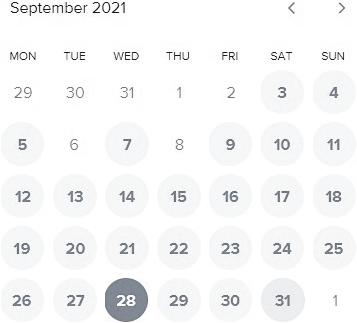 September 2021
MON TUE WED THU FRI SAT SUN
29 30 31 1 2 3 4
5 6 7 8 9 10 11
12 13 14 15 16 17 18
19 20 21 22 23 24 25
26 27 28 29 30 31 1